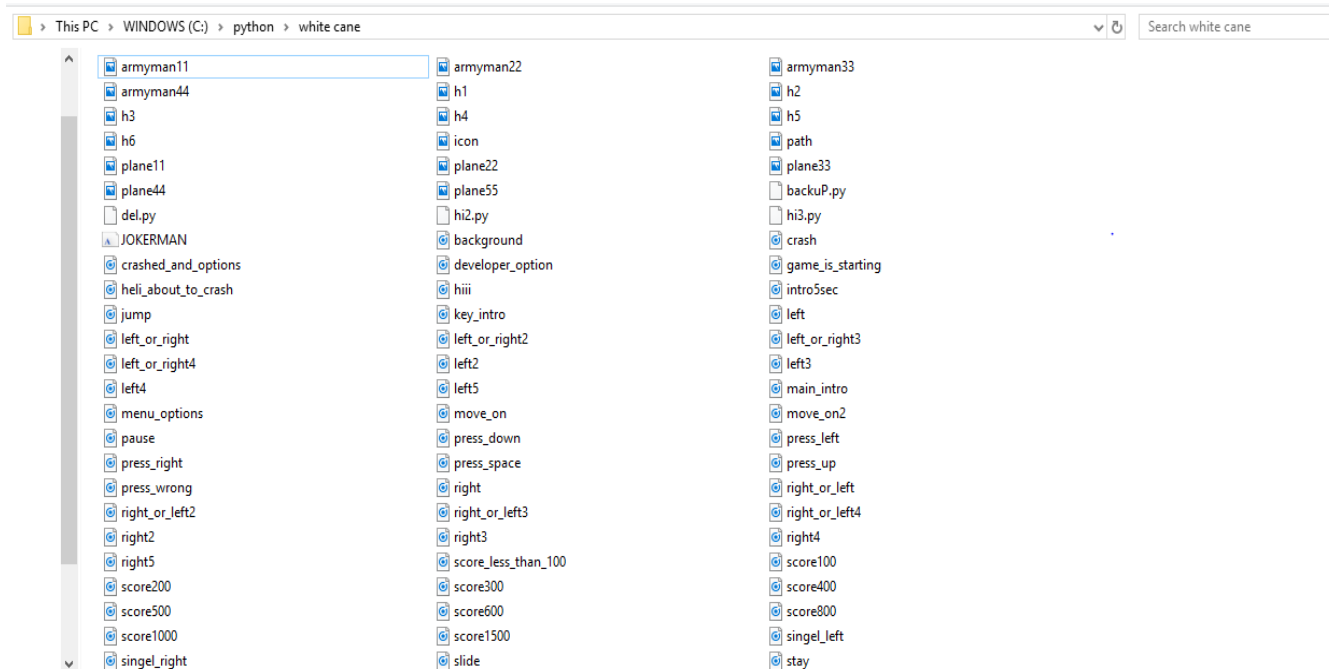 This PC > WINDOWS (C:) > python > white cane Search white cane
armyman11 armyman22 armyman33
armyman44 h1 h2
h3 h4 h5
h6 icon path
plane11 plane22 plane33
plane44 plane55 backuP.py
del.py hi2.py hi3.py
JOKERMAN background crash
crashed_and_options developer_option game_is_starting
heli_about_to_crash hiii intro5sec
jump key_intro left
left_or_right left_or_right2 left_or_right3
left_or_right4 left2 left3
left4 left5 main_intro
menu_options move_on move_on2
pause press_down press_left
press_right press_space press_up
press_wrong right right_or_left
right_or_left2 right_or_left3 right_or_left4
right2 right3 right4
right5 score_less_than_100 score100
score200 score300 score400
score500 score600 score800
score1000 score1500 singel_left
singel_right slide stay